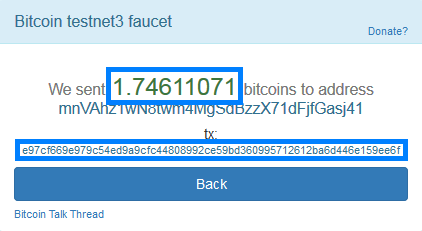 Bitcoin testnet3 faucet
Donate?
We sent 1.74611071 bitcoins to address
mnVAhz1wN8twm4MgSdBzzX71dFjfGasj41
tx:
e97cf669e979c54ed9a9cfc44808992ce59bd360995712612ba6d446e159ee6f
Back
Bitcoin Talk Thread